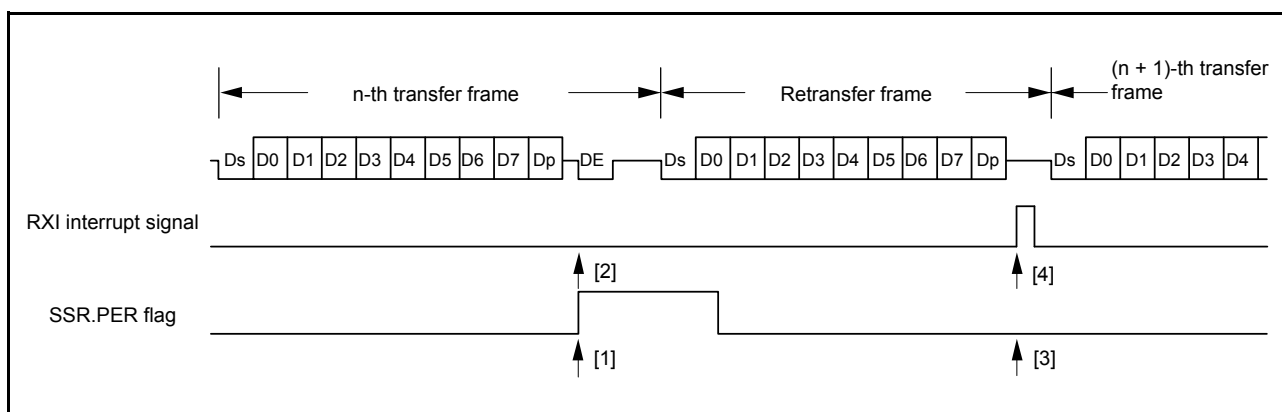 n-th transfer frame
Retransfer frame
(n + 1)-th transfer
frame
Ds D0 D1 D2 D3 D4 D5 D6 D7 Dp DE Ds D0 D1 D2 D3 D4 D5 D6 D7 Dp Ds D0 D1 D2 D3 D4
RXI interrupt signal
[2]
[4]
SSR.PER flag
[1]
[3]